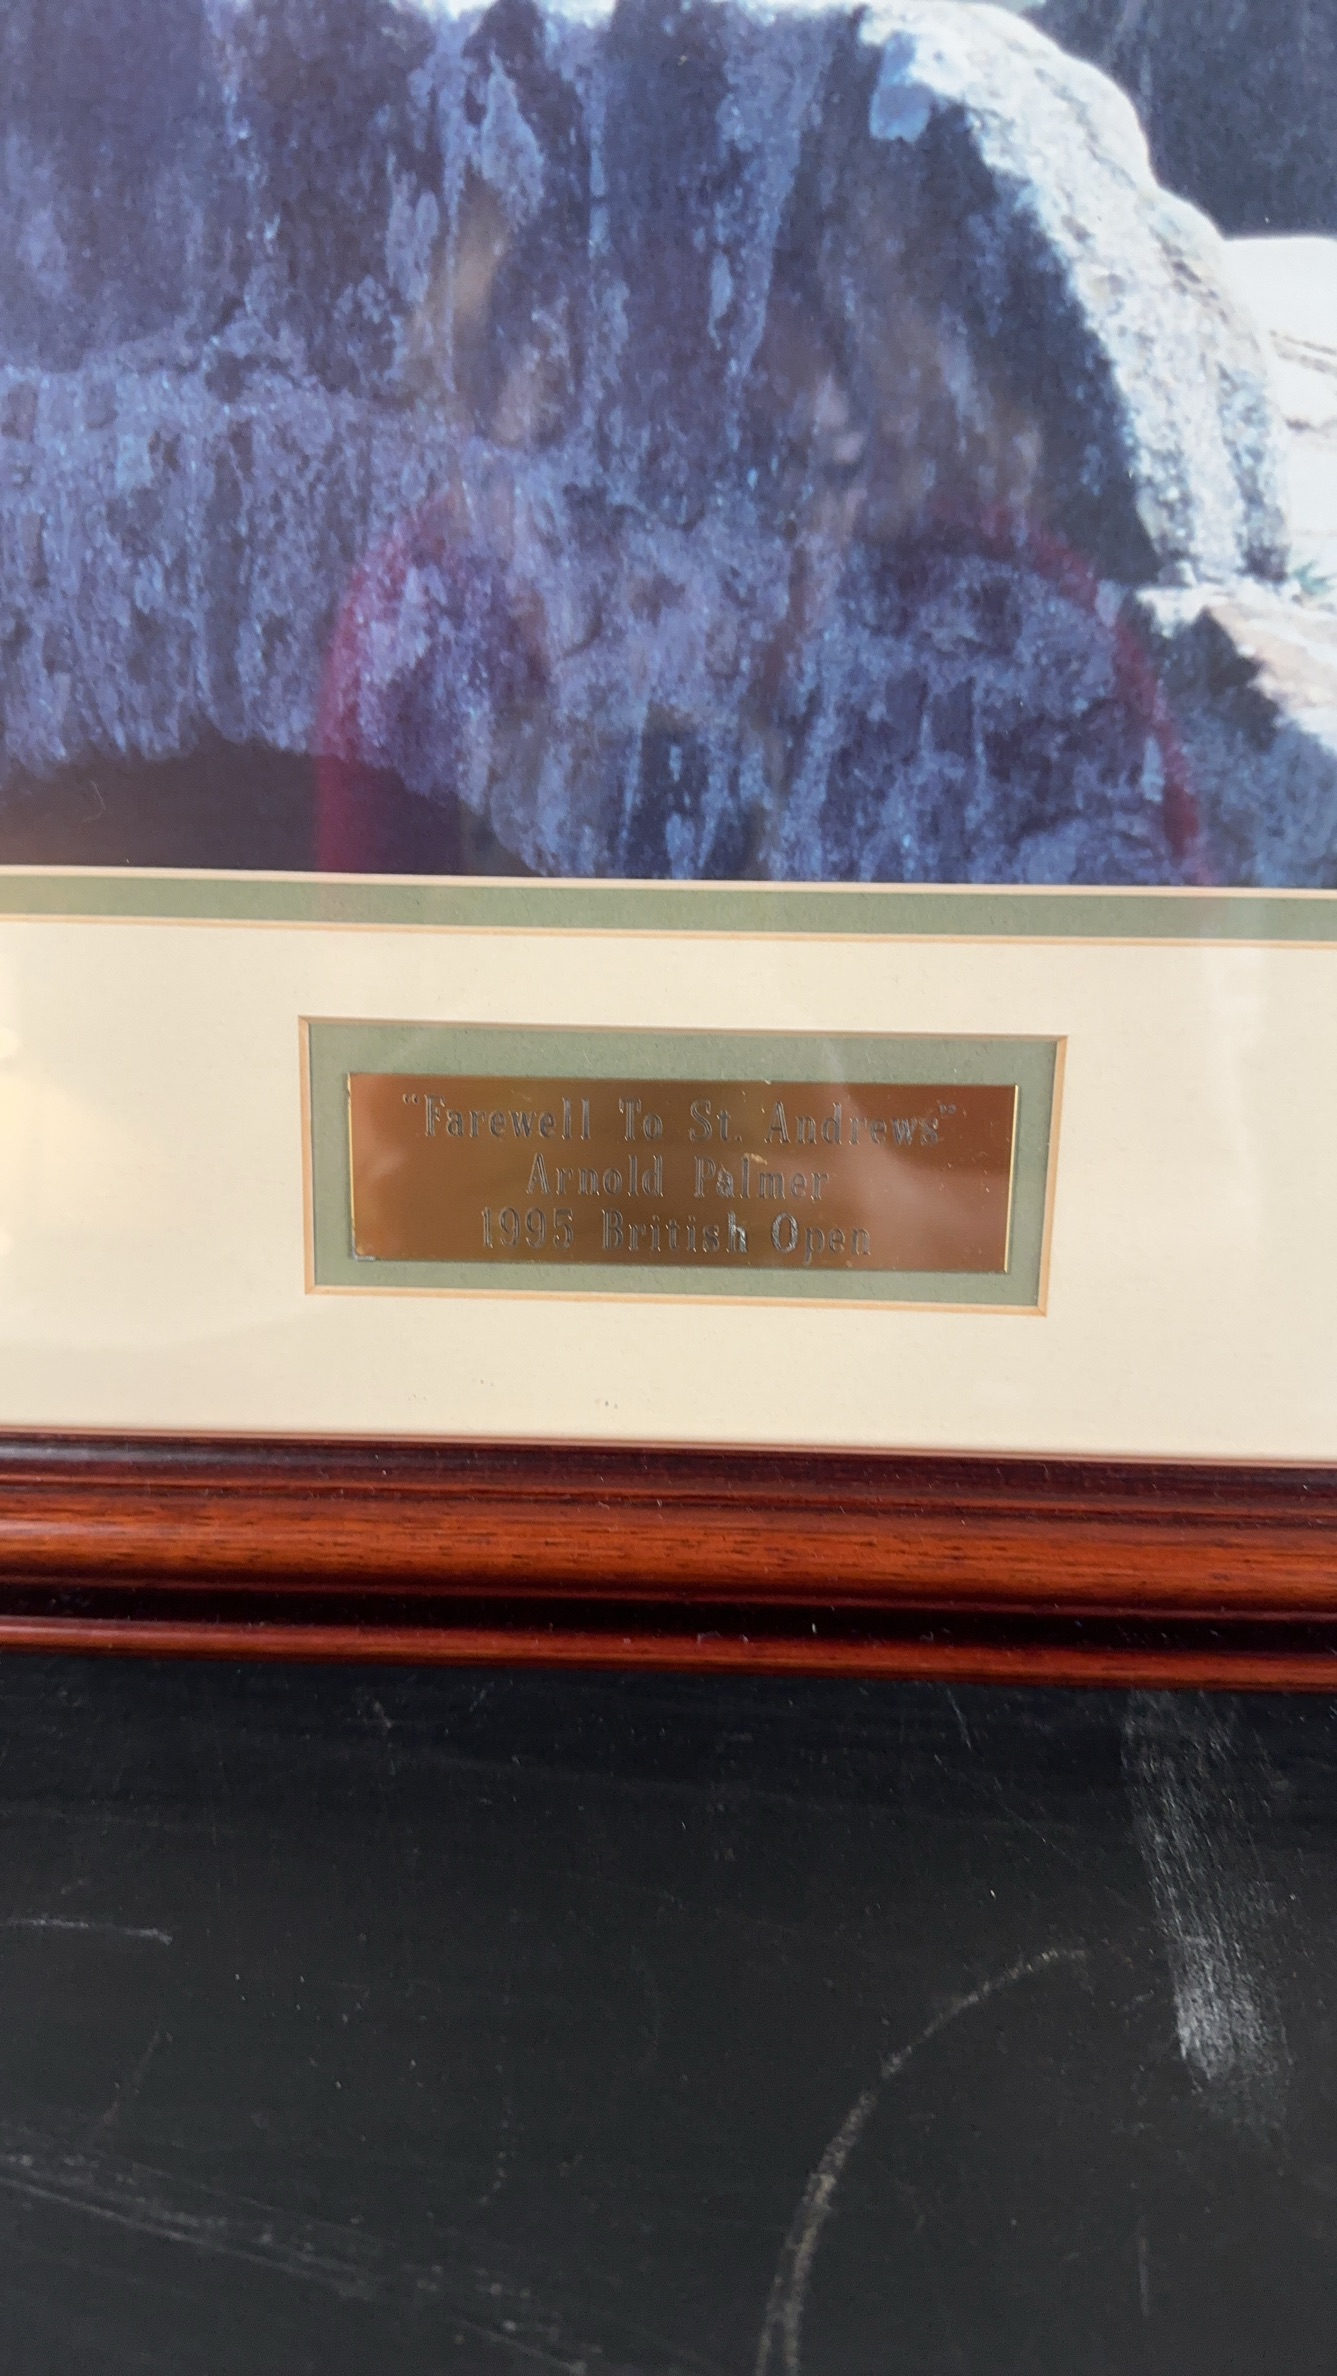 "Farewell To St. Andrews"
Arnold Palmer
1995 British Open